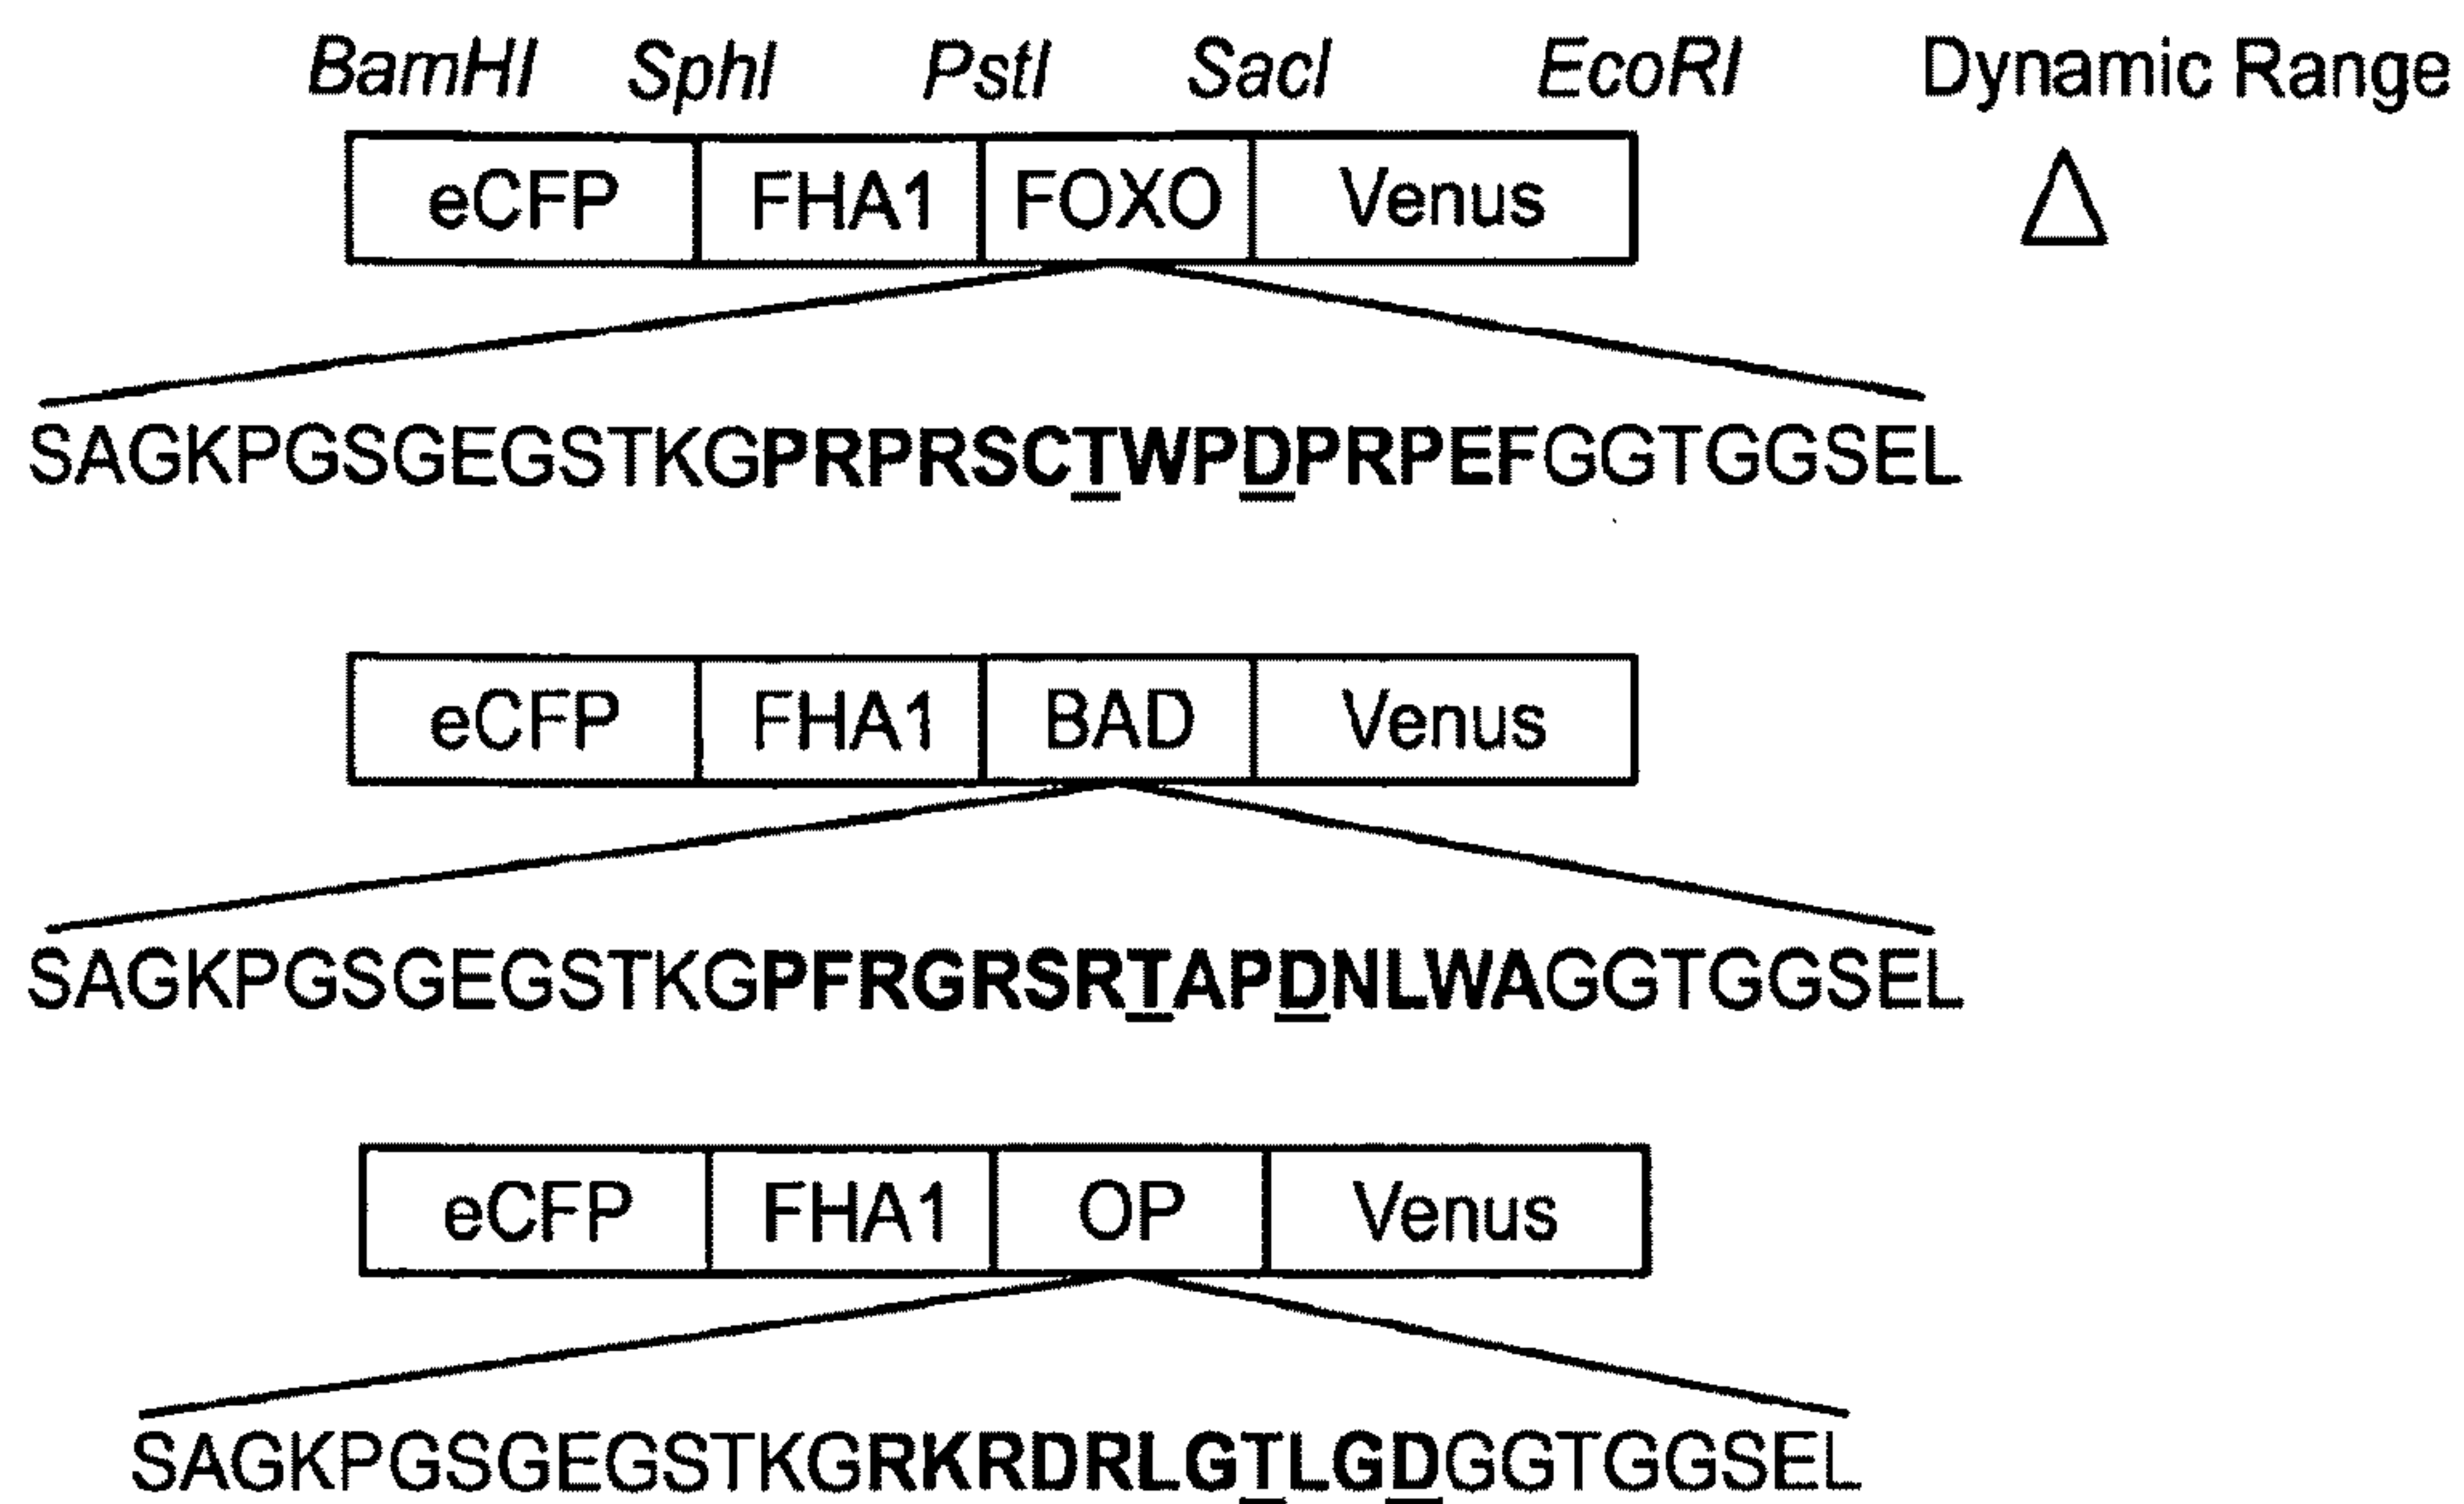 BamHI SphI PstI SacI EcoRI Dynamic Range
eCFP FHA1 FOXO Venus Δ
SAGKPGSGEGSTKGPRPRSCTWPDPRPEFGGTGGSEL
eCFP FHA1 BAD Venus
SAGKPGSGEGSTKGPFRGRSRTAPDNLWAGGTGGSEL
eCFP FHA1 OP Venus
SAGKPGSGEGSTKGRKRDRLGTLGDGGTGGSEL